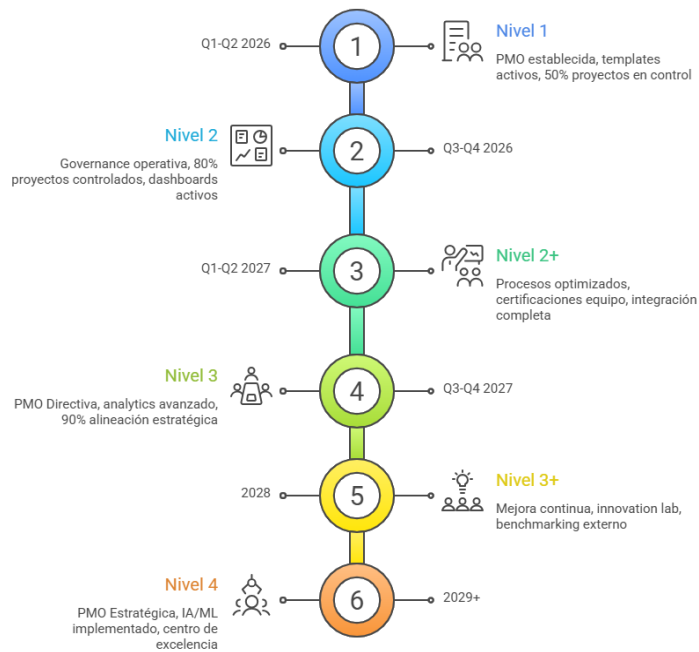 Q1-Q2 2026
1
Nivel 1
PMO establecida, templates
activos, 50% proyectos en control
Nivel 2
Governance operativa, 80%
proyectos controlados, dashboards
activos
2
Q3-Q4 2026
Q1-Q2 2027
3
Nivel 2+
Procesos optimizados,
certificaciones equipo, integración
completa
Nivel 3
PMO Directiva, analytics avanzado,
90% alineación estratégica
4
Q3-Q4 2027
2028
5
Nivel 3+
Mejora continua, innovation lab,
benchmarking externo
Nivel 4
PMO Estratégica, IA/ML
implementado, centro de
excelencia
6
2029+